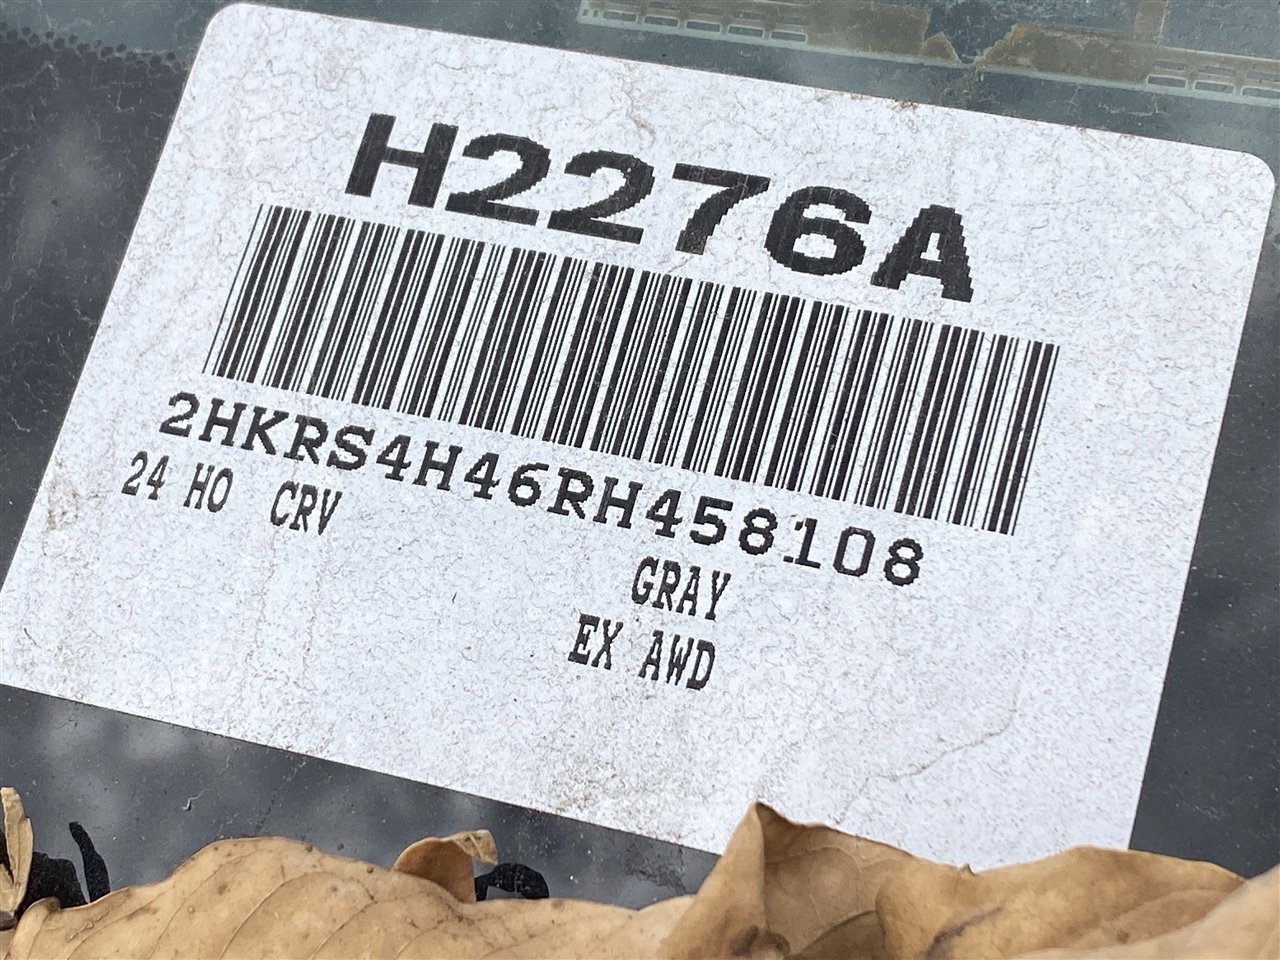 H2276A
2HKRS4H46RH458108
24 HO CRV
GRAY
EX AWD